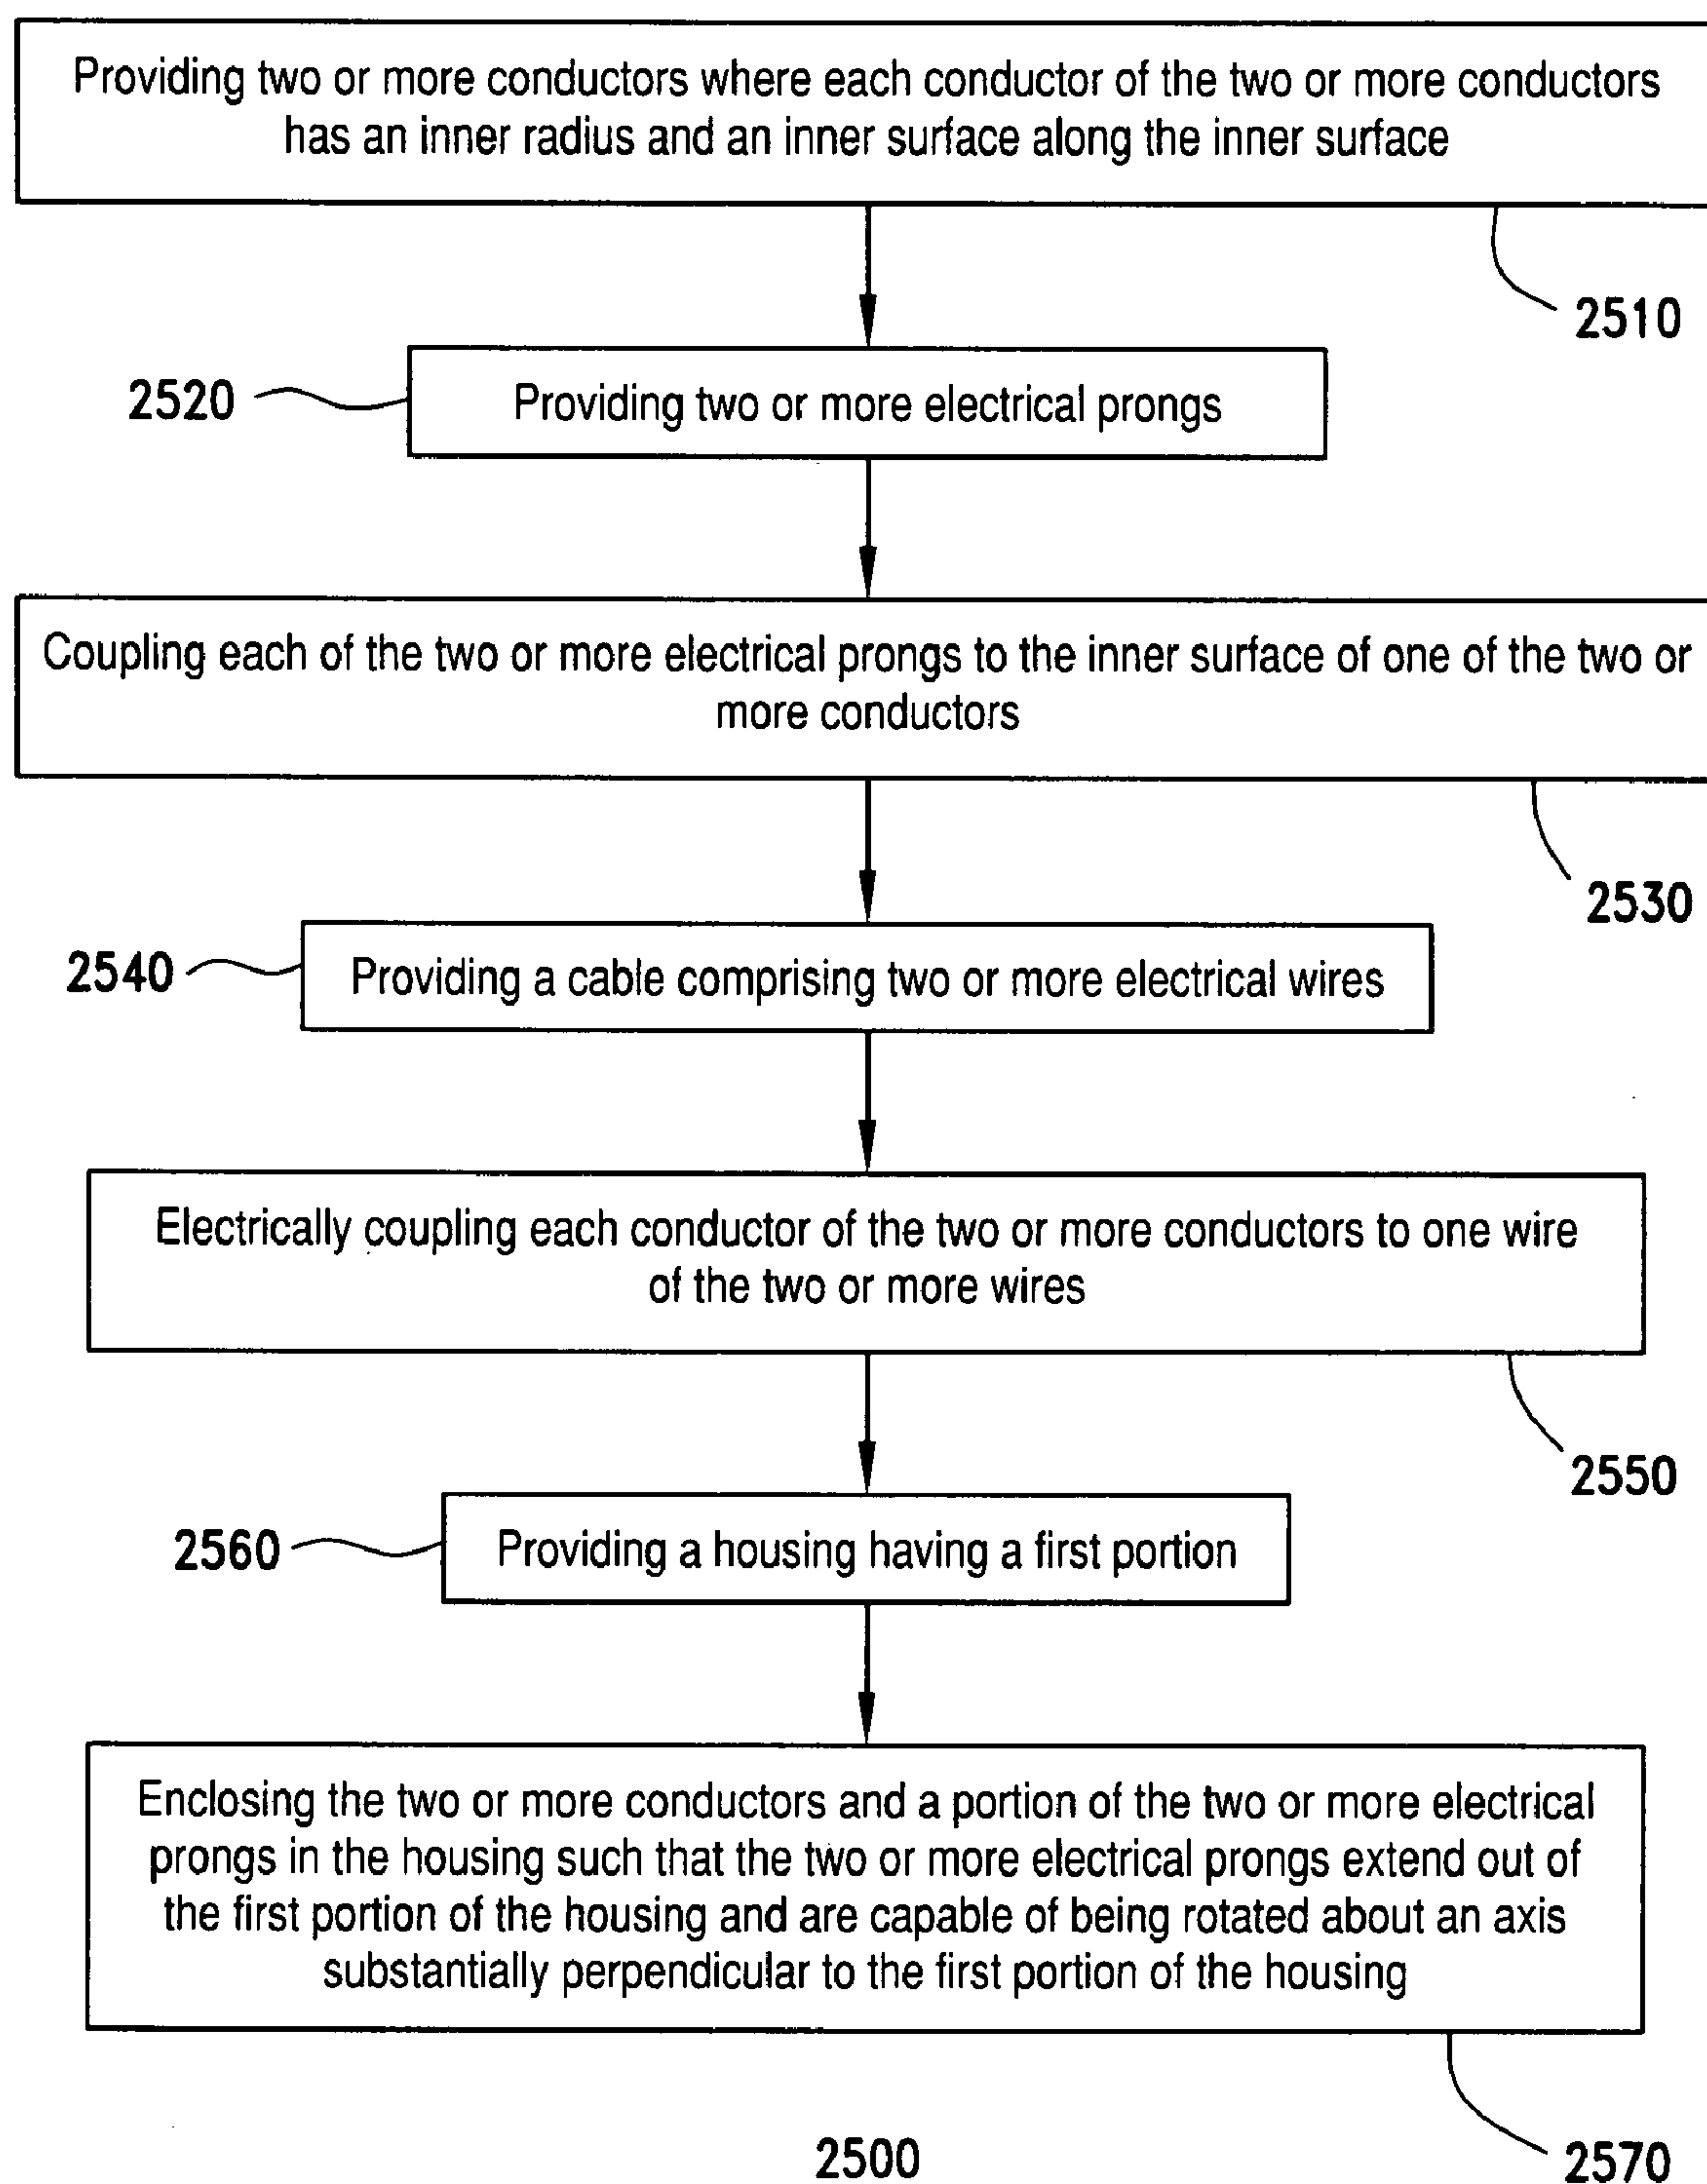 Providing two or more conductors where each conductor of the two or more conductors
has an inner radius and an inner surface along the inner surface
2510
2520
Providing two or more electrical prongs
Coupling each of the two or more electrical prongs to the inner surface of one of the two or
more conductors
2530
2540
Providing a cable comprising two or more electrical wires
Electrically coupling each conductor of the two or more conductors to one wire
of the two or more wires
2550
2560
Providing a housing having a first portion
Enclosing the two or more conductors and a portion of the two or more electrical
prongs in the housing such that the two or more electrical prongs extend out of
the first portion of the housing and are capable of being rotated about an axis
substantially perpendicular to the first portion of the housing
2500
2570